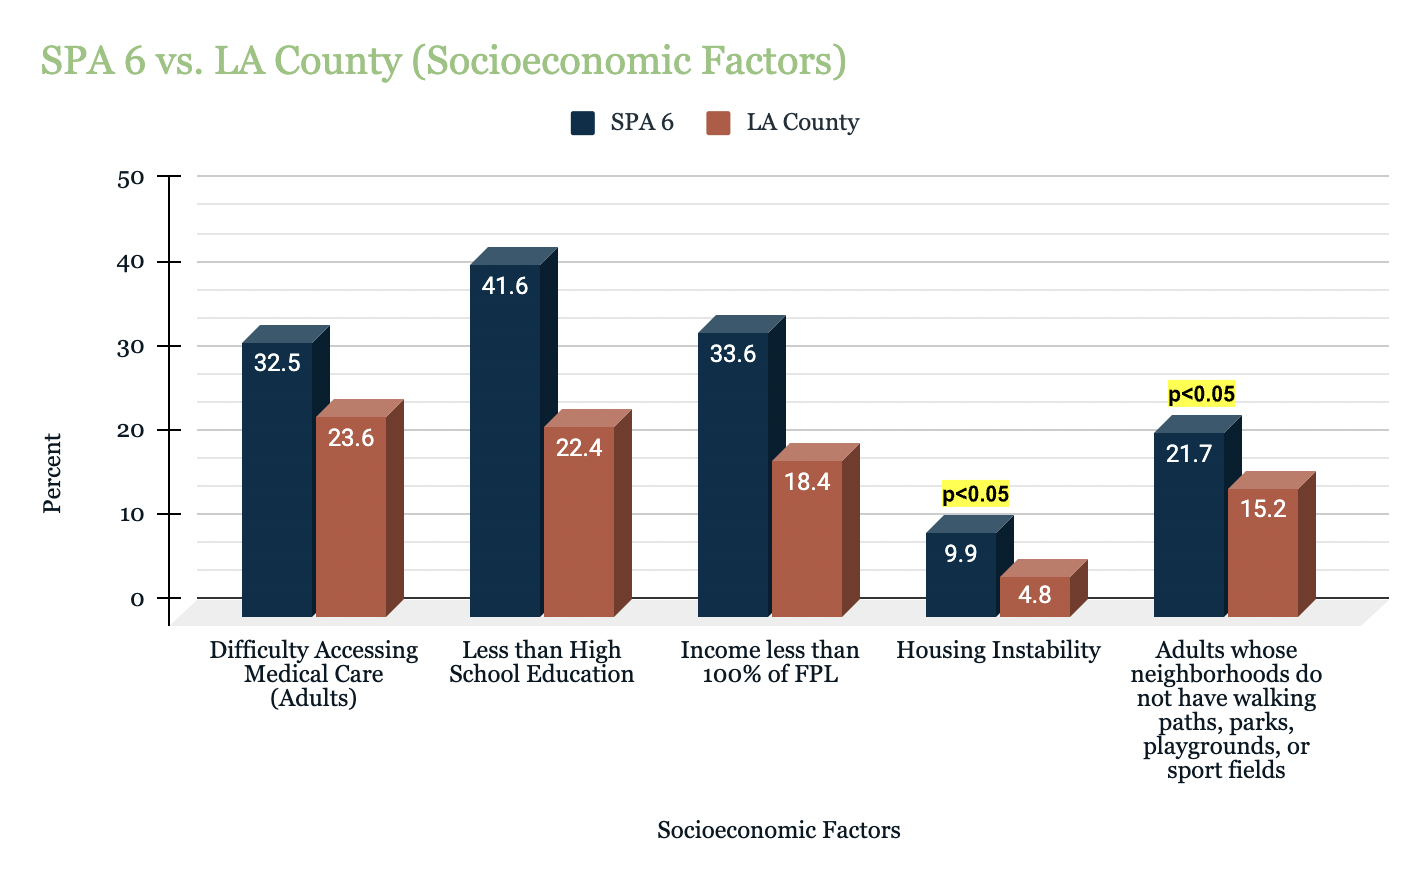 SPA 6 vs. LA County (Socioeconomic Factors)
SPA 6
LA County
50
40
30
20
10
0
Percent
32.5
23.6
41.6
22.4
33.6
18.4
p<0.05
9.9
4.8
p<0.05
21.7
15.2
Difficulty Accessing
Medical Care
(Adults)
Less than High
School Education
Income less than
100% of FPL
Housing Instability
Adults whose
neighborhoods do
not have walking
paths, parks,
playgrounds, or
sport fields
Socioeconomic Factors